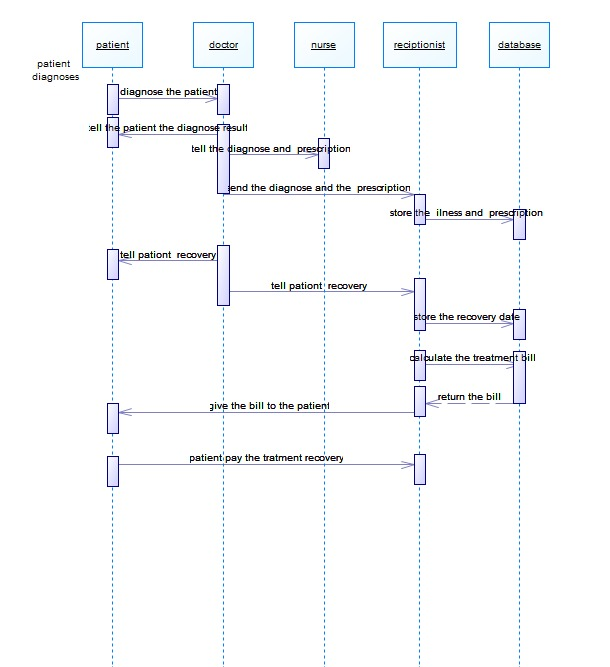 patient
doctor
nurse
reciptionist
database
patient
diagnoses
diagnose the patient
tell the patient the diagnose result
tell the diagnose and prescription
send the diagnose and the prescription
store the ilness and prescription
tell pationt recovery
tell pationt recovery
store the recovery date
calculate the treatment bill
return the bill
give the bill to the patient
patient pay the tratment recovery